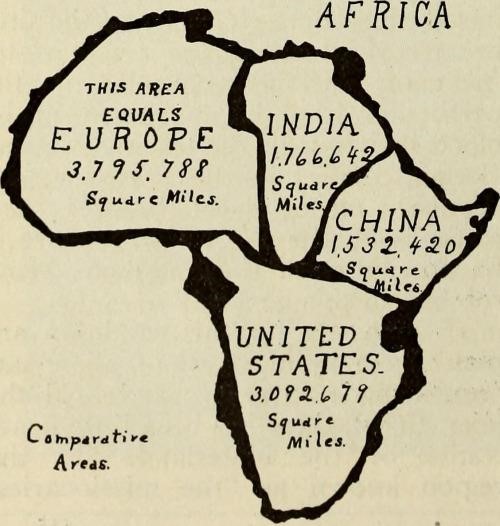 AFRICA
THIS AREA
EQUALS
EUROPE
3,795,788
Square Miles.
INDIA
1,766,642
Square
Miles.
CHINA
1,532,420
Square
Miles.
UNITED
STATES.
3,092,679
Square
Miles.
Comparative
Areas.